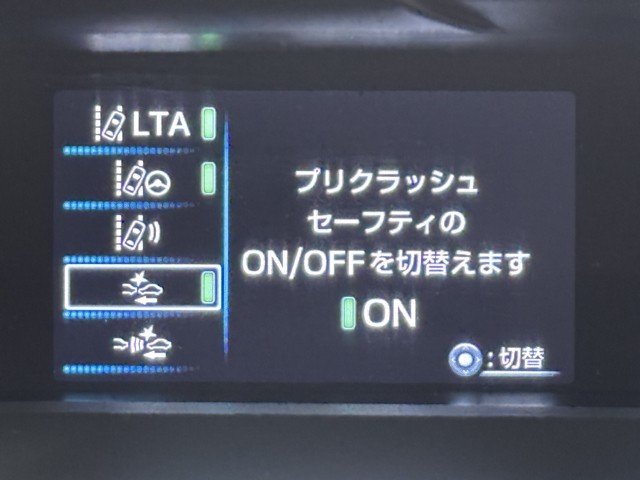 LTA
プリクラッシュ
セーフティの
ON/OFFを切替えます
ON
:切替